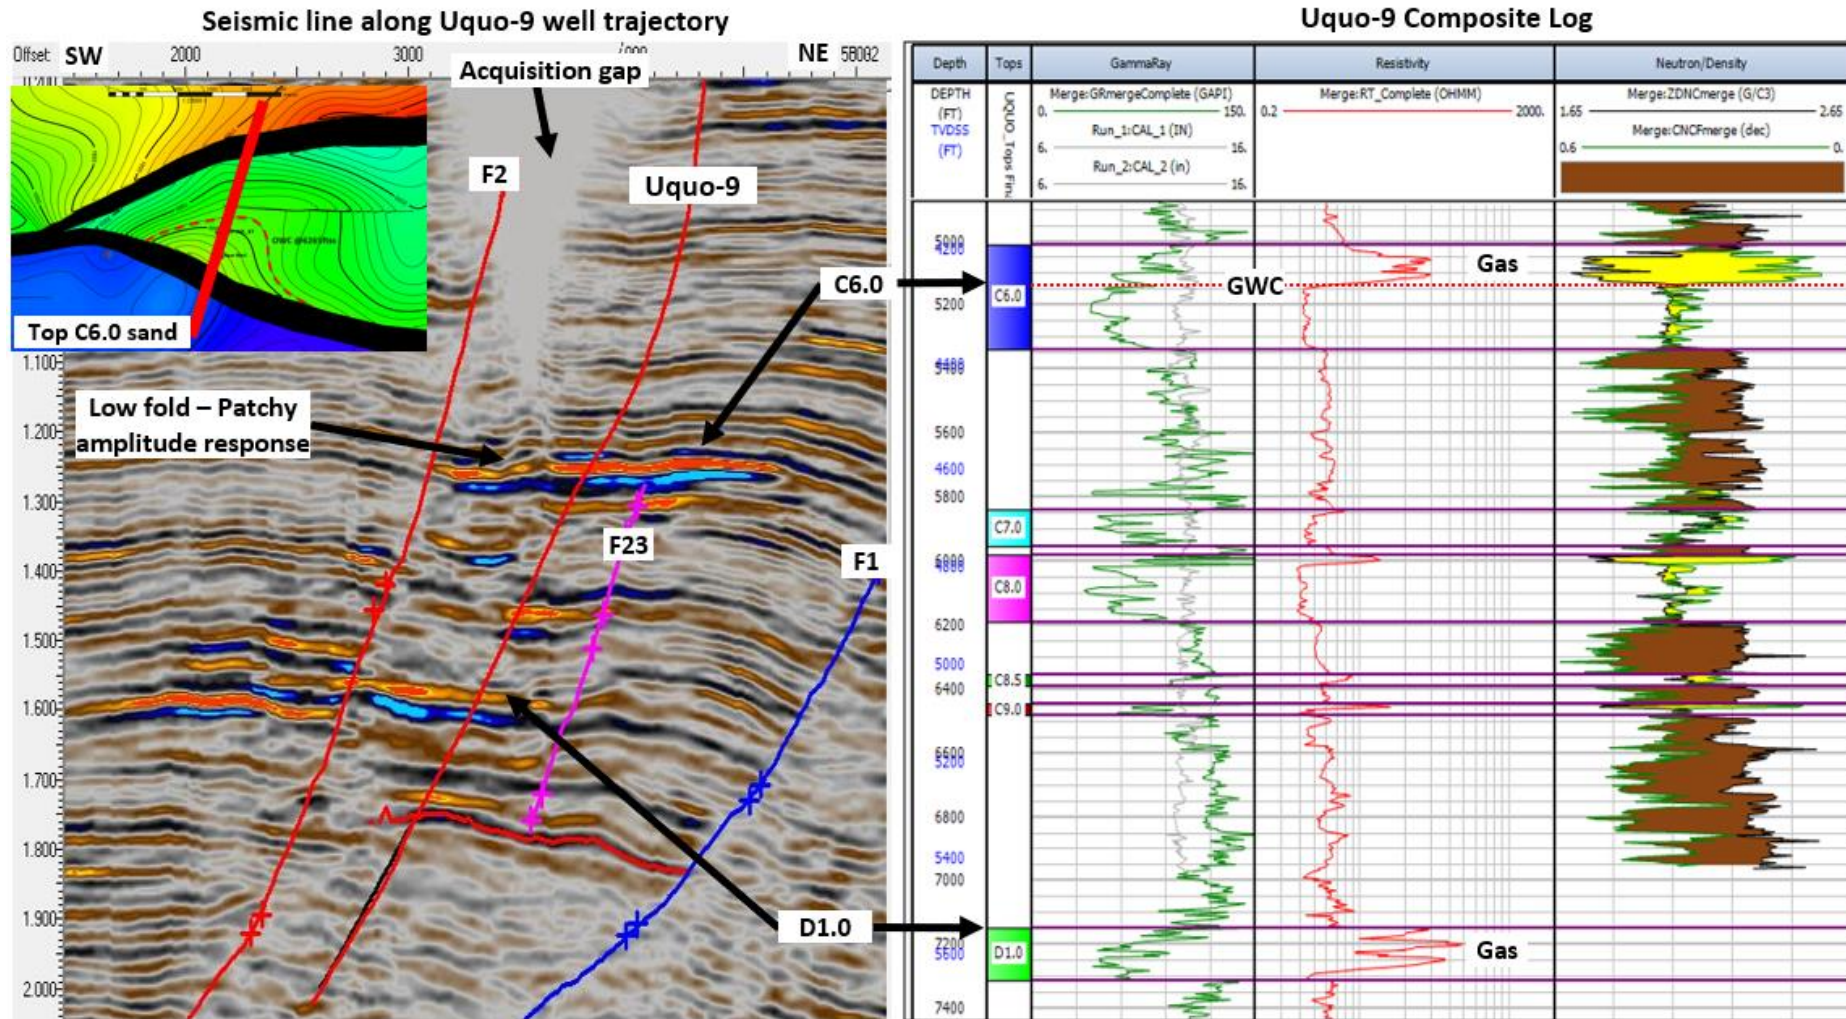 Seismic line along Uquo-9 well trajectory
Uquo-9 Composite Log
Offset:
SW
2000
3000
NE
Acquisition gap
F2
Uquo-9
C6.0
Top C6.0 sand
Low fold – Patchy
amplitude response
F23
F1
D1.0
1.100
1.200
1.300
1.400
1.500
1.600
1.700
1.800
1.900
2.000
Depth
Tops
GammaRay
Resistivity
Neutron/Density
DEPTH
(FT)
TVDSS
(FT)
Merge:GRmergeComplete (GAPI)
0.
150.
Run_1:CAL_1 (IN)
6.
16.
Run_2:CAL_2 (in)
6.
16.
Merge:RT_Complete (OHMM)
0.2
2000.
Merge:ZDNCmerge (G/C3)
1.65
2.65
Merge:CNCFmerge (dec)
0.6
0.
5000
4200
C6.0
Gas
GWC
5200
5600
4600
5800
C7.0
C8.0
6200
5000
6400
C8.5
C9.0
6600
5200
6800
5400
7000
7200
5600
D1.0
Gas
7400